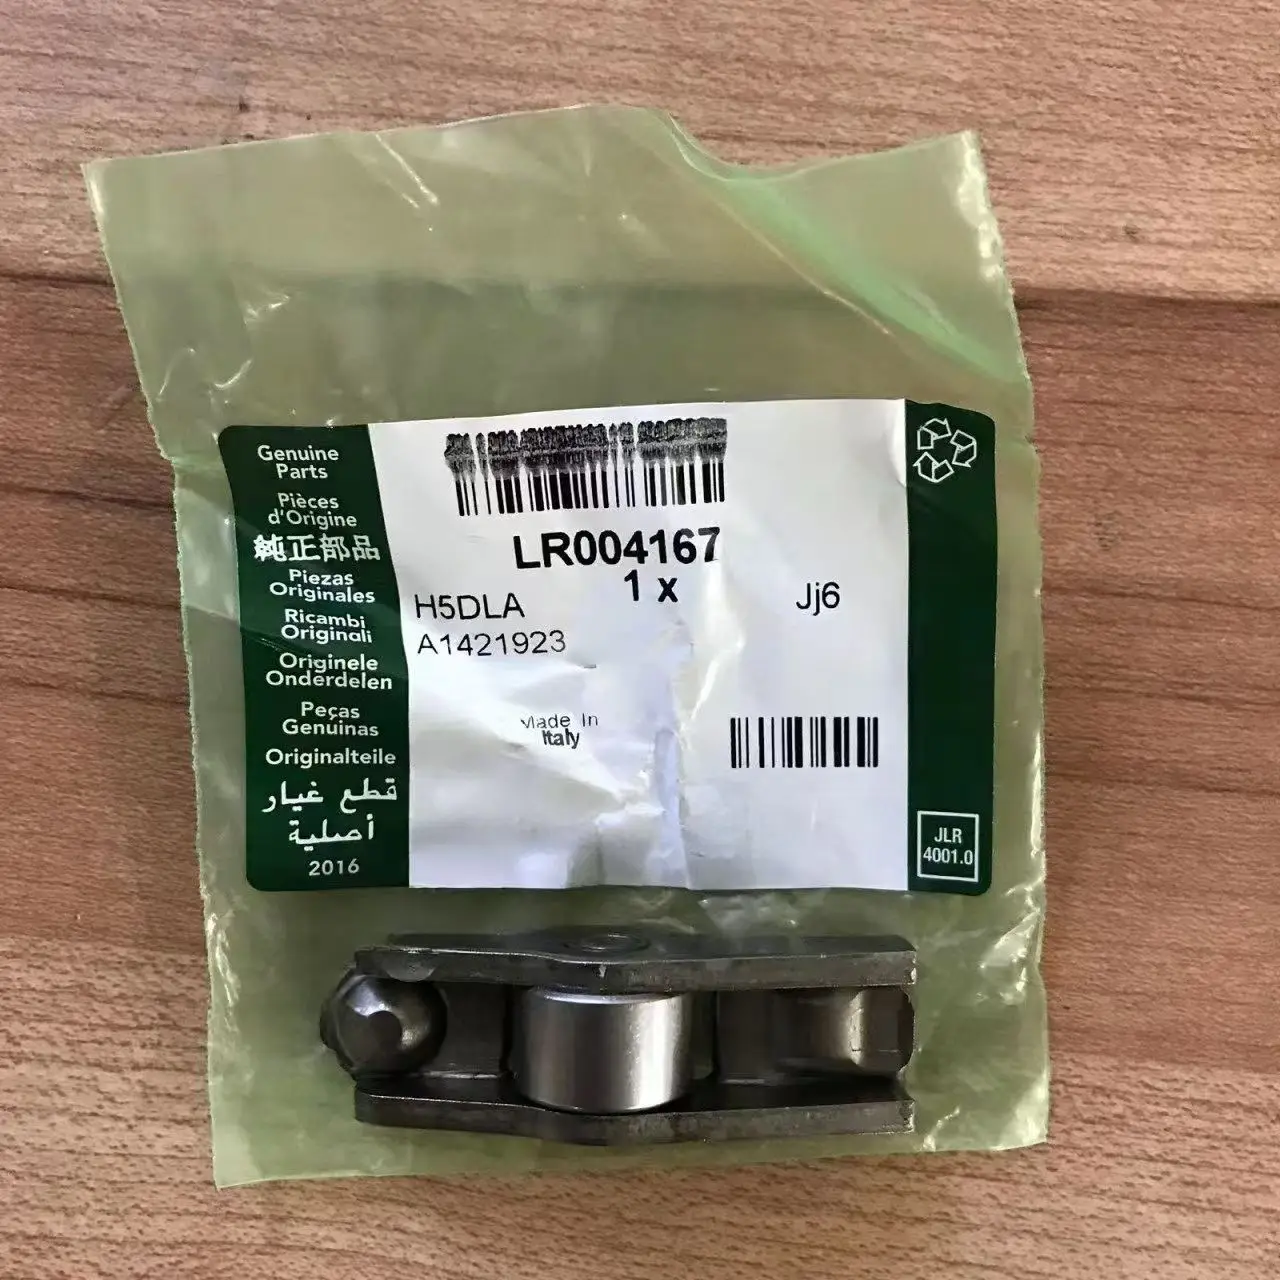 Genuine
Parts
Pièces
d'Origine
純正部品
Piezas
Originales
Ricambi
Originali
Originele
Onderdelen
Peças
Genuinas
Originalteile
قطع غيار
أصلية
2016
LR004167
1 x
H5DLA
Jj6
A1421923
Made In
Italy
JLR
4001.0